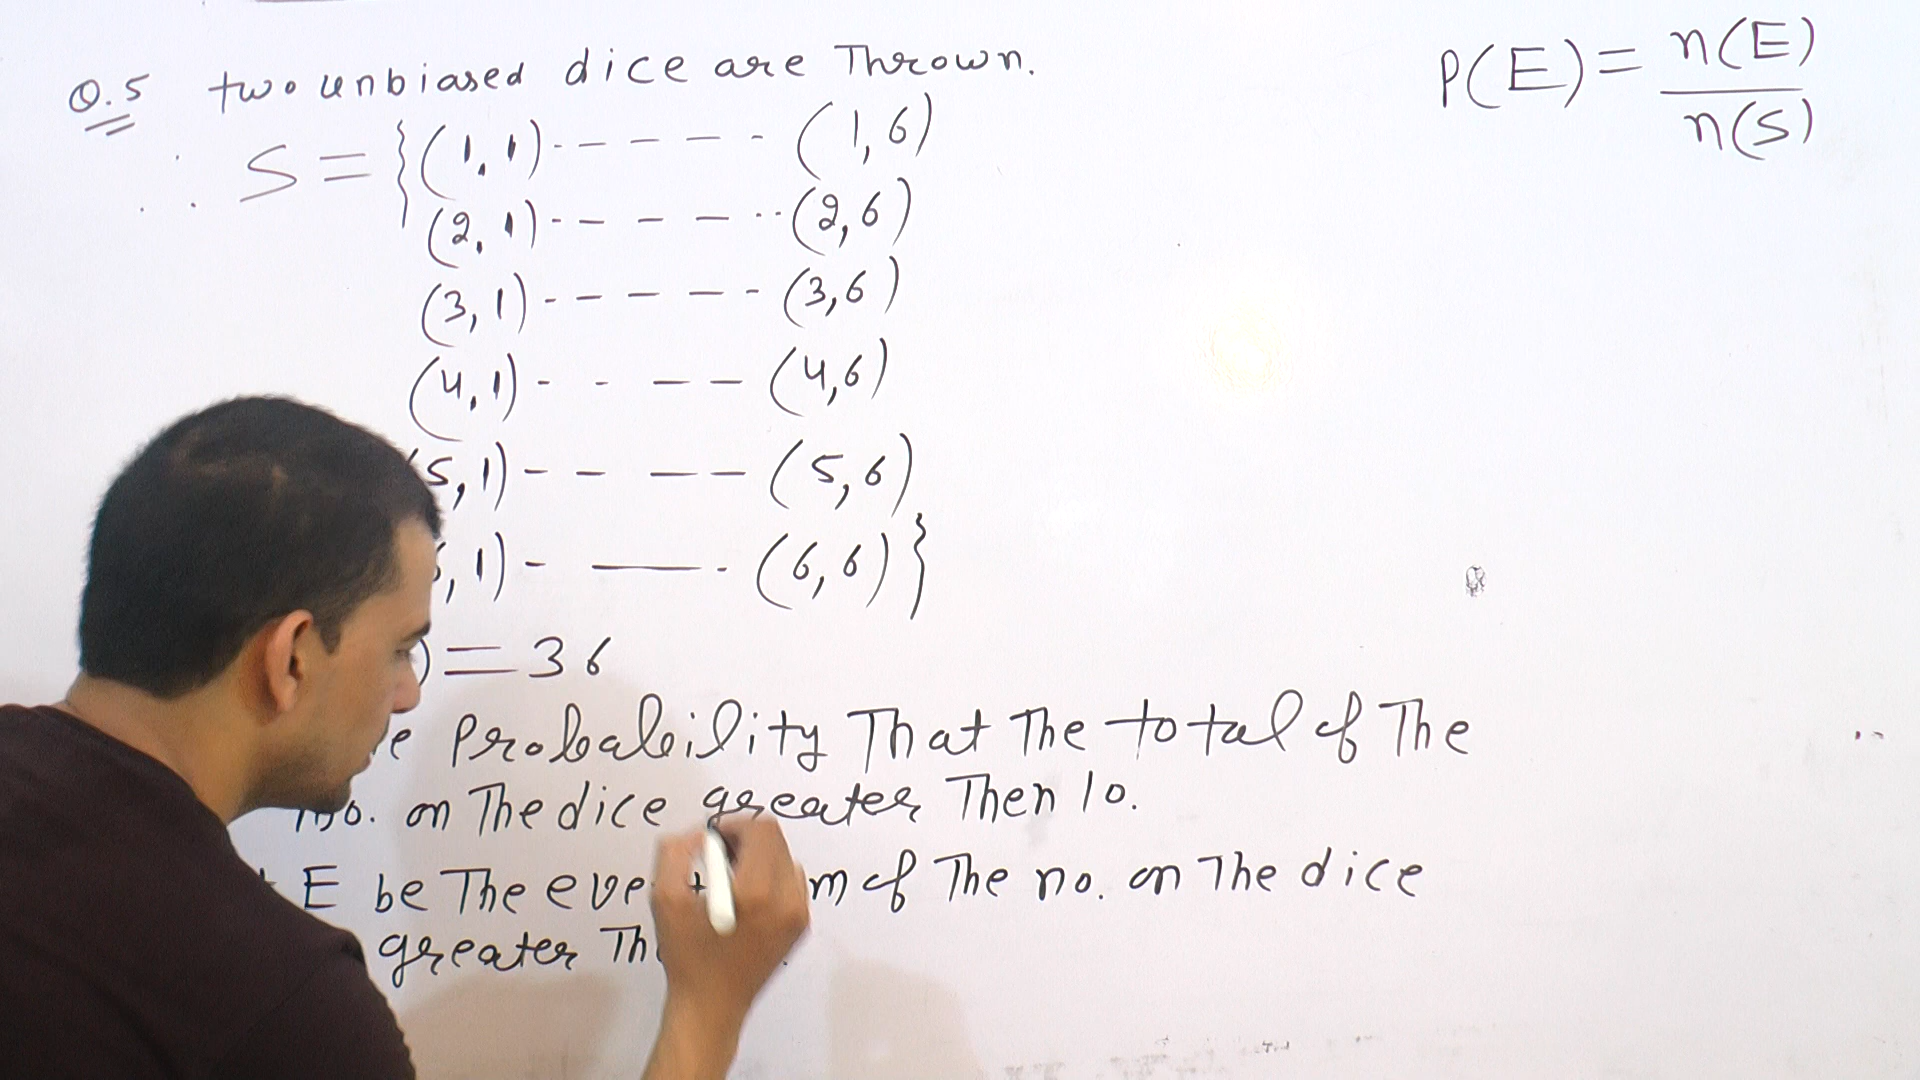 Q.5 two unbiased dice are Thrown.
P(E) = n(E)
n(S)
∴ S = {(1,1) ----- (1,6)
(2,1) ----- (2,6)
(3,1) ----- (3,6)
(4,1) - - -- (4,6)
5,1) -- -- (5,6)
,1) - —- (6,6)}
) = 36
e Probability That The total of The
no. on The dice greater Then 10.
E be The eve m of The no. on The dice
greater Th